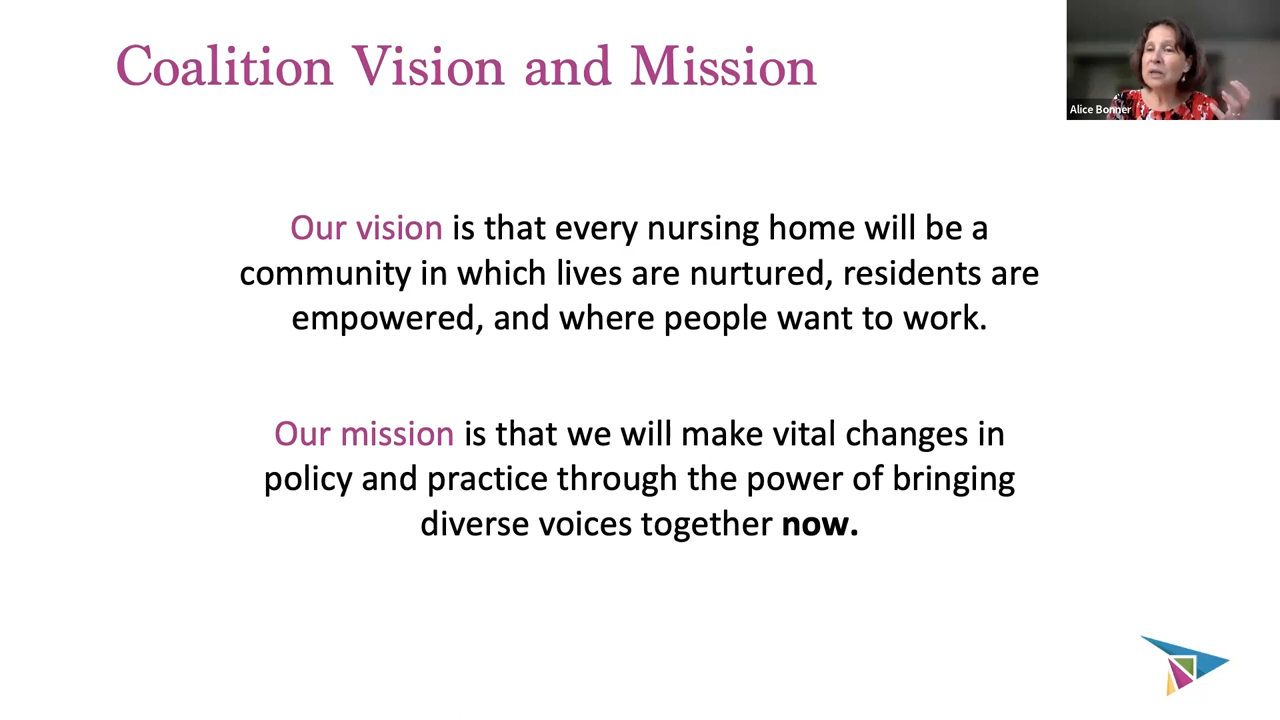 Coalition Vision and Mission
Alice Bonner
Our vision is that every nursing home will be a
community in which lives are nurtured, residents are
empowered, and where people want to work.
Our mission is that we will make vital changes in
policy and practice through the power of bringing
diverse voices together now.